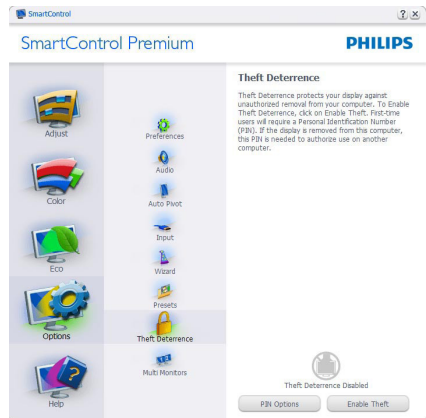 SmartControl
SmartControl Premium
PHILIPS
Adjust
Color
Eco
Options
Help
Preferences
Audio
Auto Pivot
Input
Wizard
Presets
Theft Deterrence
Multi Monitors
Theft Deterrence
Theft Deterrence protects your display against
unauthorized removal from your computer. To Enable
Theft Deterrence, click on Enable Theft. First-time
users will require a Personal Identification Number
(PIN). If the display is removed from this computer,
this PIN is needed to authorize use on another
computer.
Theft Deterrence Disabled
PIN Options
Enable Theft